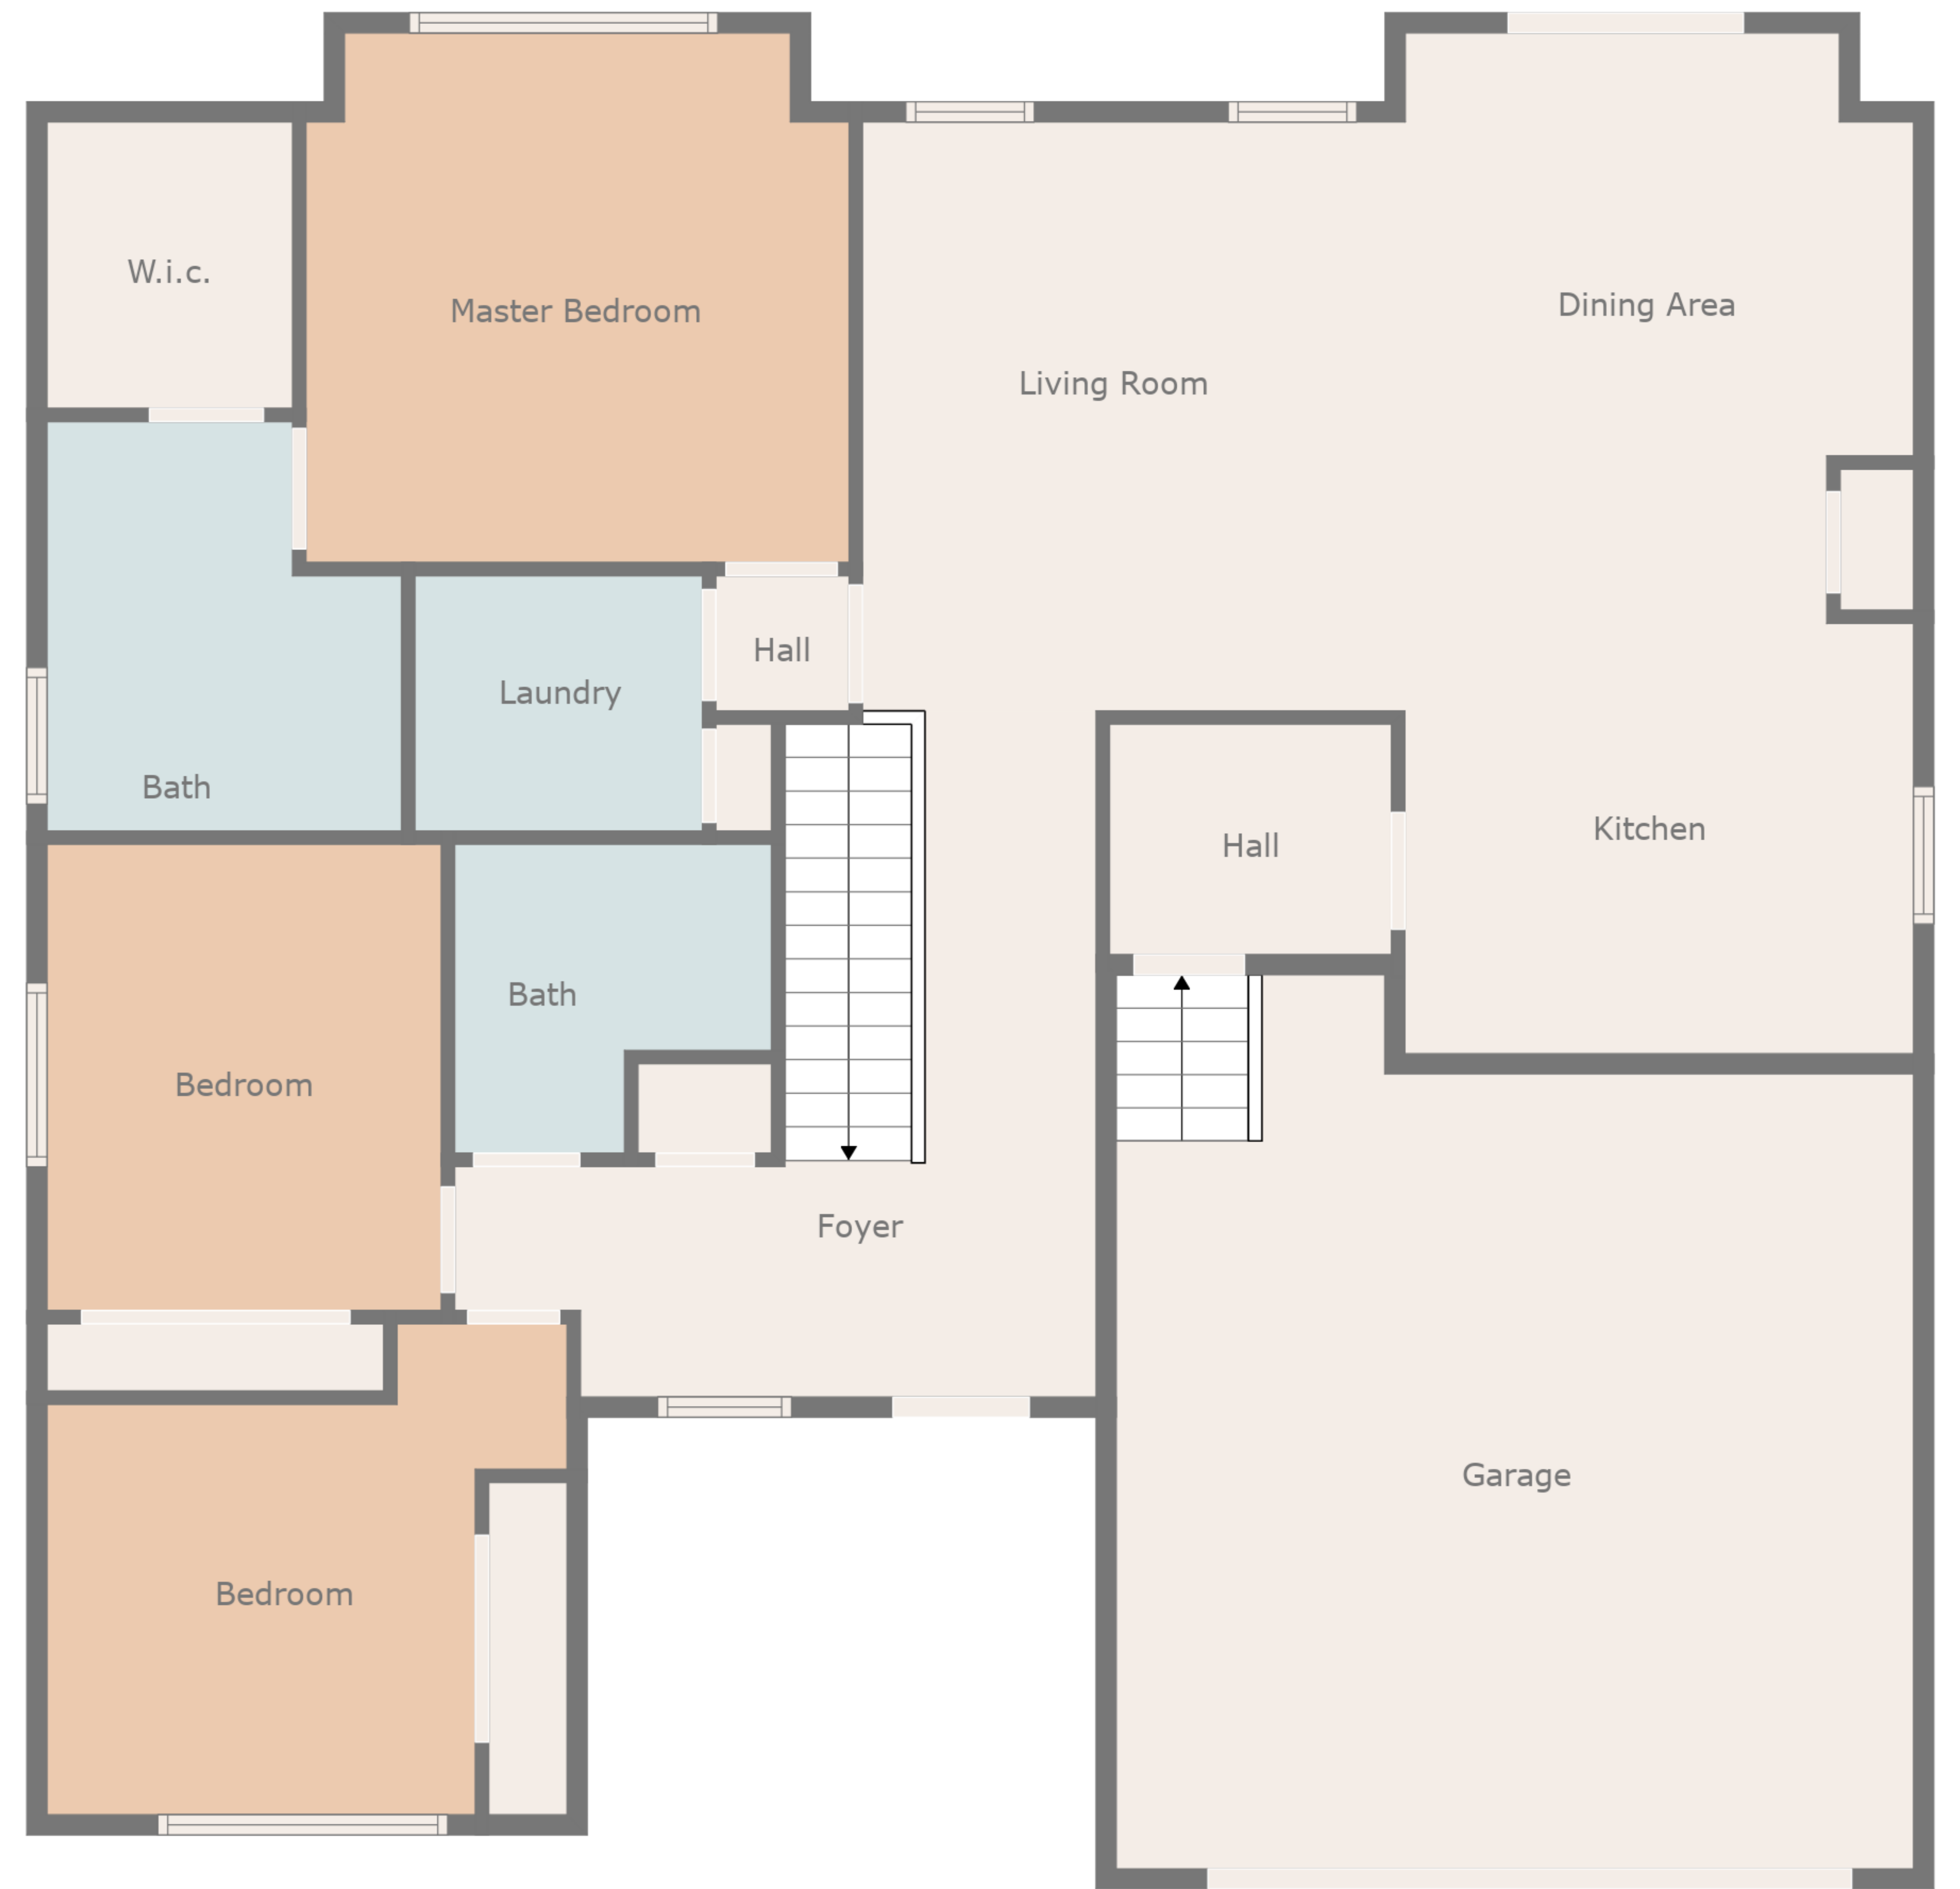 W.i.c.
Master Bedroom
Dining Area
Living Room
Hall
Laundry
Bath
Kitchen
Hall
Bath
Bedroom
Foyer
Garage
Bedroom